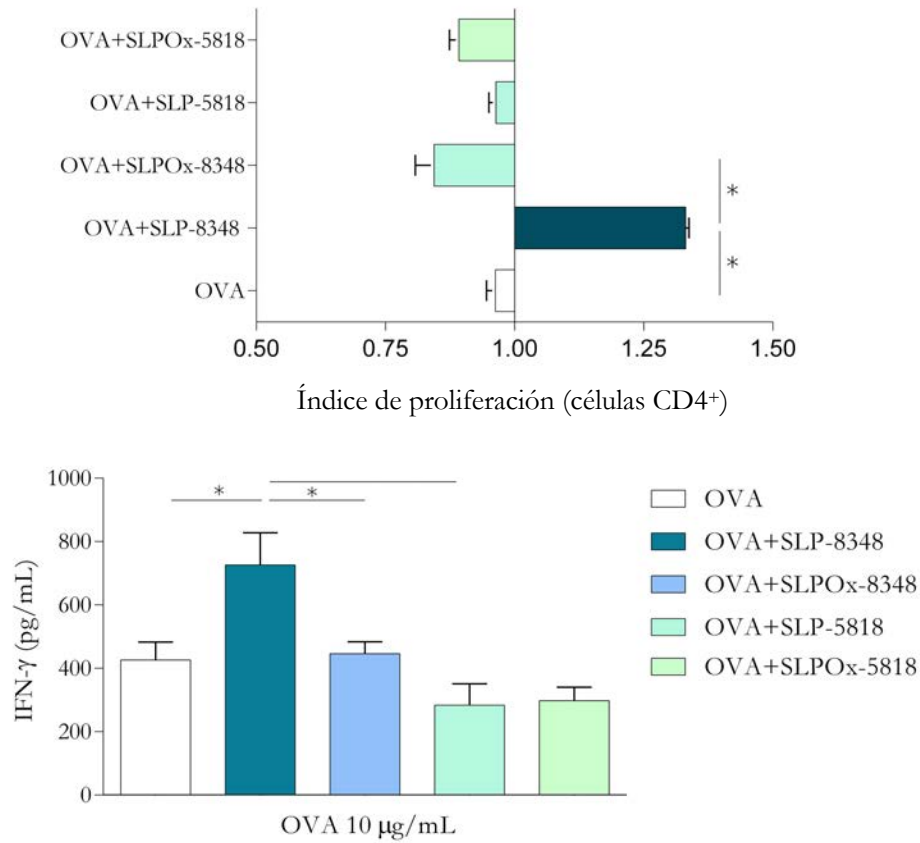 OVA+SLPOx-5818
OVA+SLP-5818
OVA+SLPOx-8348
OVA+SLP-8348
OVA
*
*
0.50 0.75 1.00 1.25 1.50
Índice de proliferación (células CD4⁺)
IFN-γ (pg/mL)
1000
800
600
400
200
0
* *
OVA 10 µg/mL
OVA
OVA+SLP-8348
OVA+SLPOx-8348
OVA+SLP-5818
OVA+SLPOx-5818